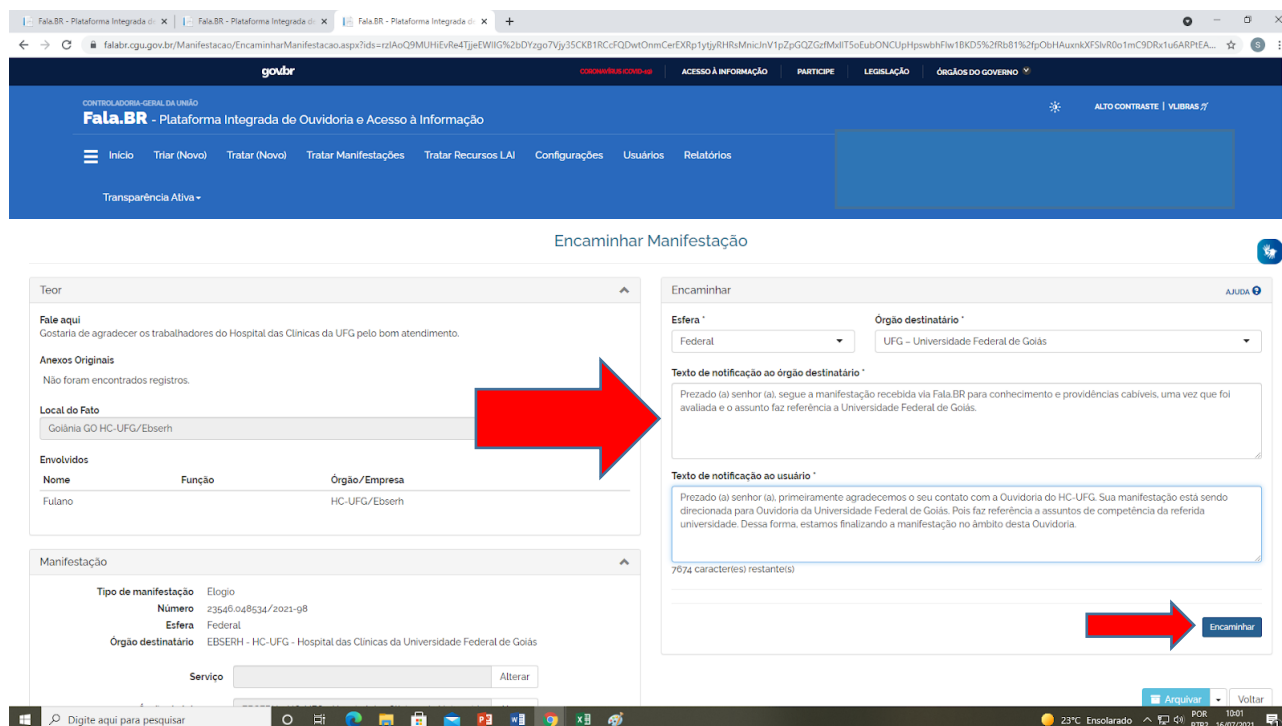 Fala.BR - Plataforma Integrada d
Fala.BR - Plataforma Integrada d
Fala.BR - Plataforma Integrada d
gov.br
CORONAVÍRUS (COVID-19)
ACESSO À INFORMAÇÃO
PARTICIPE
LEGISLAÇÃO
ÓRGÃOS DO GOVERNO
CONTROLADORIA-GERAL DA UNIÃO
Fala.BR - Plataforma Integrada de Ouvidoria e Acesso à Informação
ALTO CONTRASTE | VLIBRAS
Início Triar (Novo) Tratar (Novo) Tratar Manifestações Tratar Recursos LAI Configurações Usuários Relatórios
Transparência Ativa
Encaminhar Manifestação
Teor
Fale aqui
Gostaria de agradecer os trabalhadores do Hospital das Clínicas da UFG pelo bom atendimento.
Anexos Originais
Não foram encontrados registros.
Local do Fato
Goiânia GO HC-UFG/Ebserh
Envolvidos
Nome Função Órgão/Empresa
Fulano HC-UFG/Ebserh
Manifestação
Tipo de manifestação Elogio
Número 23546.048534/2021-98
Esfera Federal
Órgão destinatário EBSERH - HC-UFG - Hospital das Clínicas da Universidade Federal de Goiás
Serviço Alterar
Encaminhar
AJUDA
Esfera * Órgão destinatário *
Federal UFG – Universidade Federal de Goiás
Texto de notificação ao órgão destinatário *
Prezado (a) senhor (a), segue a manifestação recebida via Fala.BR para conhecimento e providências cabíveis, uma vez que foi
avaliada e o assunto faz referência a Universidade Federal de Goiás.
Texto de notificação ao usuário *
Prezado (a) senhor (a), primeiramente agradecemos o seu contato com a Ouvidoria do HC-UFG. Sua manifestação está sendo
direcionada para Ouvidoria da Universidade Federal de Goiás. Pois faz referência a assuntos de competência da referida
universidade. Dessa forma, estamos finalizando a manifestação no âmbito desta Ouvidoria.
7674 caracter(es) restante(s)
Encaminhar
Arquivar Voltar
Digite aqui para pesquisar
23°C Ensolarado
POR 10:01
PTB2 16/07/2021